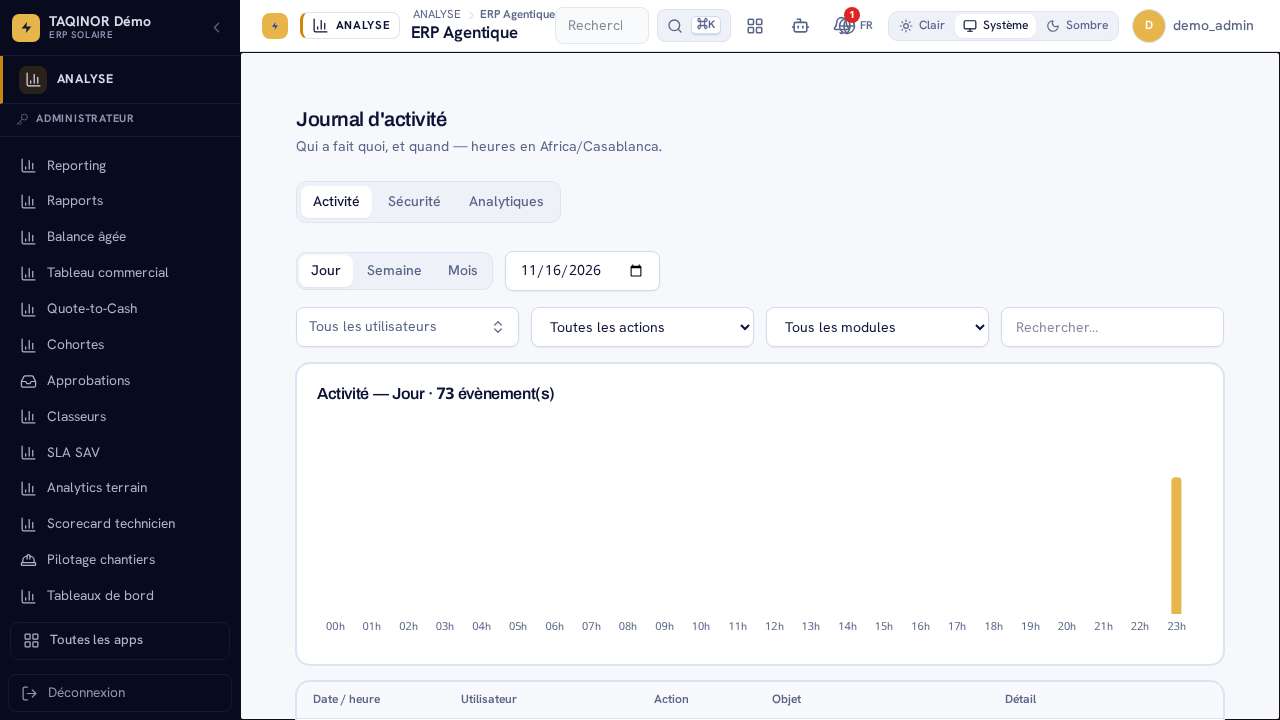 TAQINOR Démo
ERP SOLAIRE
ANALYSE
ADMINISTRATEUR
Reporting
Rapports
Balance âgée
Tableau commercial
Quote-to-Cash
Cohortes
Approbations
Classeurs
SLA SAV
Analytics terrain
Scorecard technicien
Pilotage chantiers
Tableaux de bord
Toutes les apps
Déconnexion
ANALYSE
ANALYSE > ERP Agentique
ERP Agentique
Recherci
⌘K
1
FR
Clair
Système
Sombre
D
demo_admin
Journal d'activité
Qui a fait quoi, et quand — heures en Africa/Casablanca.
Activité Sécurité Analytiques
Jour Semaine Mois 11/16/2026
Tous les utilisateurs Toutes les actions Tous les modules Rechercher...
Activité — Jour · 73 évènement(s)
00h 01h 02h 03h 04h 05h 06h 07h 08h 09h 10h 11h 12h 13h 14h 15h 16h 17h 18h 19h 20h 21h 22h 23h
Date / heure Utilisateur Action Objet Détail